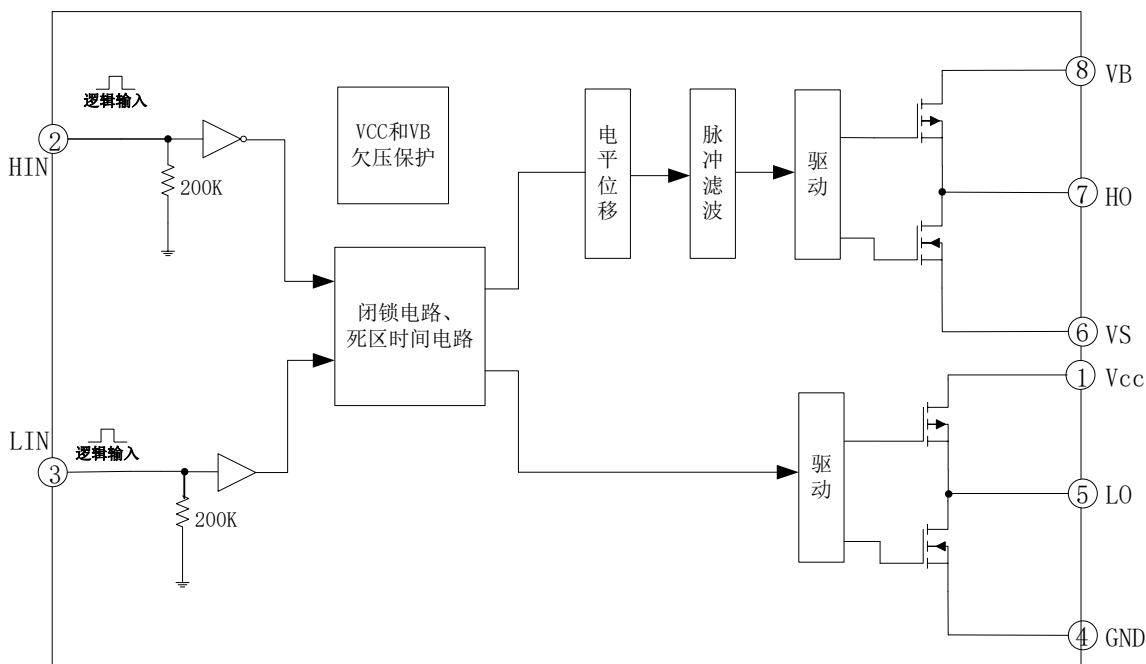 ⑧ VB
逻辑输入
② HIN
200K
VCC和VB
欠压保护
电平位移
脉冲滤波
驱动
⑦ HO
闭锁电路、
死区时间电路
⑥ VS
① Vcc
LIN ③
逻辑输入
200K
驱动
⑤ LO
④ GND